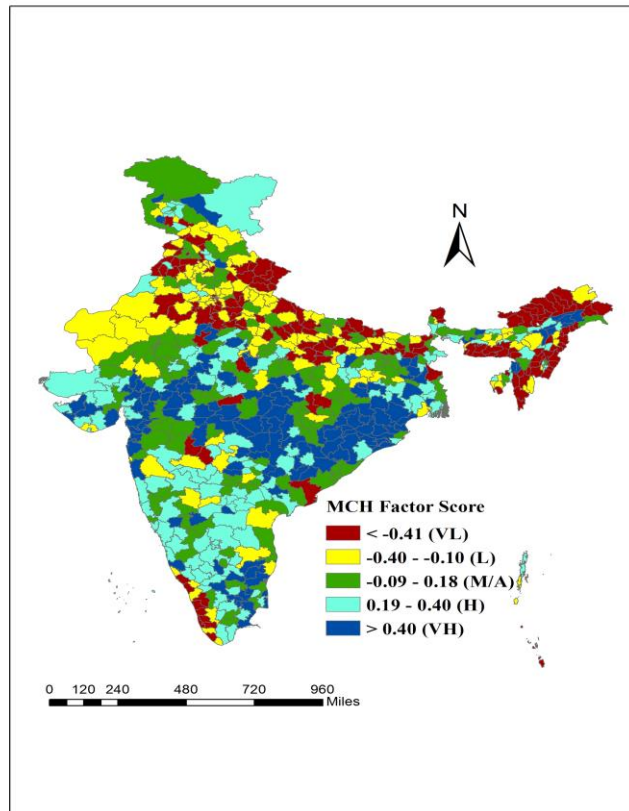 N
MCH Factor Score
< -0.41 (VL)
-0.40 - -0.10 (L)
-0.09 - 0.18 (M/A)
0.19 - 0.40 (H)
> 0.40 (VH)
0 120 240 480 720 960
Miles